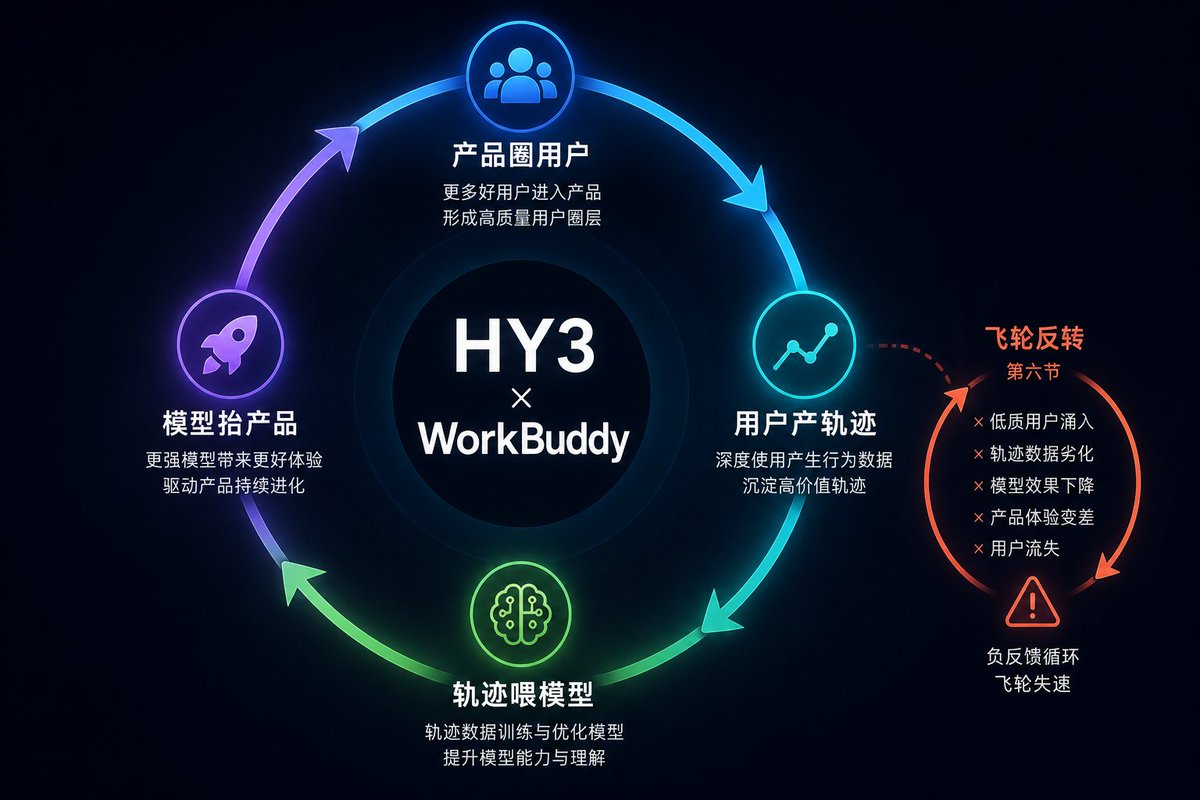 产品圈用户
更多好用户进入产品
形成高质量用户圈层
HY3
×
WorkBuddy
用户产轨迹
深度使用产生行为数据
沉淀高价值轨迹
轨迹喂模型
轨迹数据训练与优化模型
提升模型能力与理解
模型抬产品
更强模型带来更好体验
驱动产品持续进化
飞轮反转
第六节
× 低质用户涌入
× 轨迹数据劣化
× 模型效果下降
× 产品体验变差
× 用户流失
负反馈循环
飞轮失速